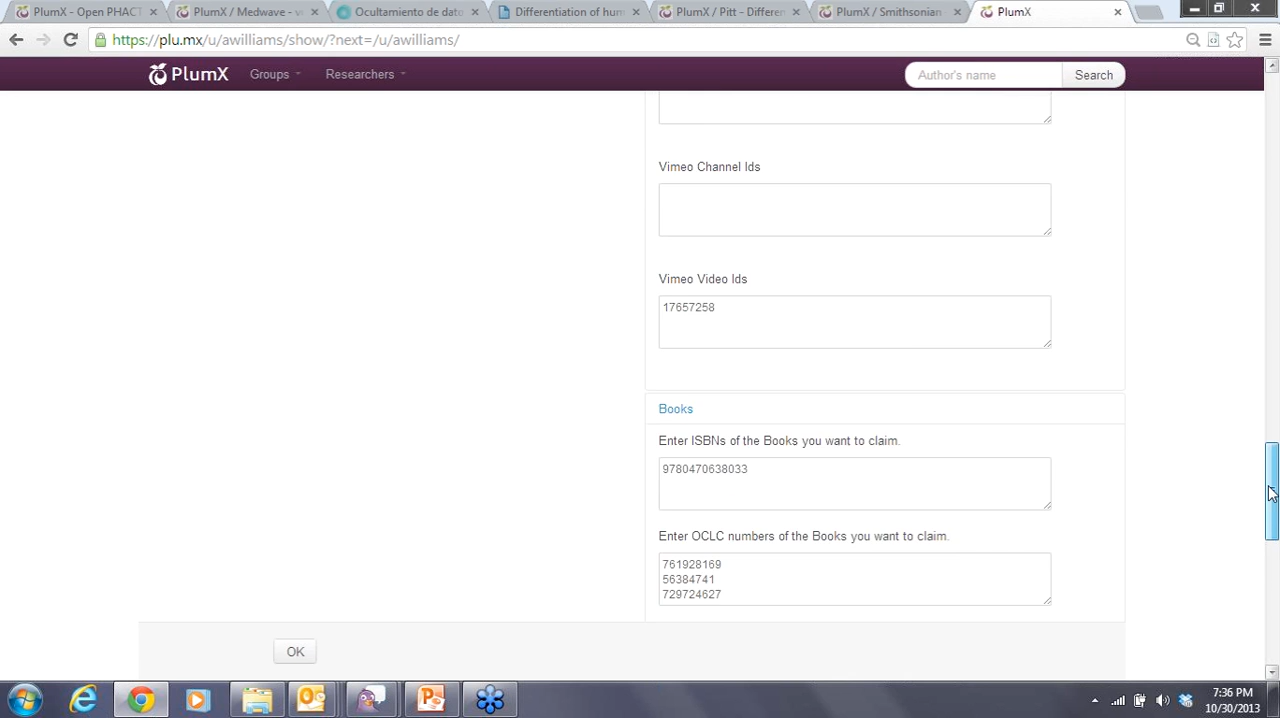 PlumX - Open PHACT
PlumX / Medwave - v
Ocultamiento de dato
Differentiation of hum
PlumX / Pitt - Differen
PlumX / Smithsonian
PlumX
https://plu.mx/u/awilliams/show/?next=/u/awilliams/
PlumX
Groups
Researchers
Author's name
Search
Vimeo Channel Ids
Vimeo Video Ids
17657258
Books
Enter ISBNs of the Books you want to claim.
9780470638033
Enter OCLC numbers of the Books you want to claim.
761928169
56384741
729724627
OK
7:36 PM
10/30/2013